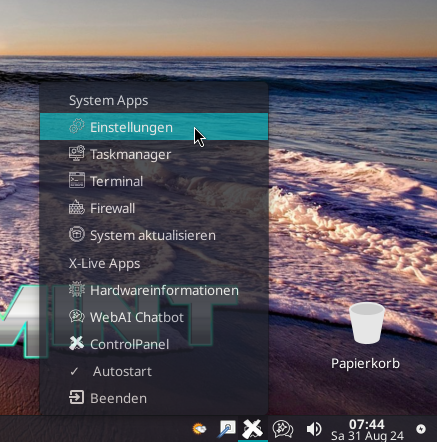 System Apps
Einstellungen
Taskmanager
Terminal
Firewall
System aktualisieren
X-Live Apps
Hardwareinformationen
WebAI Chatbot
ControlPanel
✓ Autostart
Beenden
MINT
Papierkorb
07:44
Sa 31 Aug 24